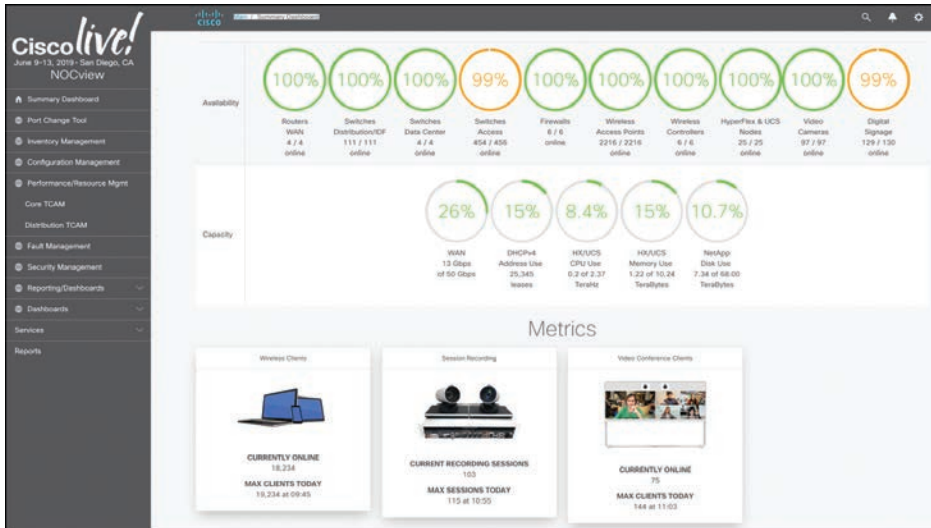 Cisco live!
June 9-13, 2019 - San Diego, CA
NOCview
Summary Dashboard
Port Change Tool
Inventory Management
Configuration Management
Performance/Resource Mgmt
Core TCAM
Distribution TCAM
Fault Management
Security Management
Reporting/Dashboards
Dashboards
Services
Reports
CISCO
Main / Summary Dashboard
Availability
100% 100% 100% 99% 100% 100% 100% 100% 100% 99%
Routers Switches Switches Switches Firewalls Wireless Wireless HyperFlex & UCS Video Digital
WAN Distribution/IDF Data Center Access 6 / 6 Access Points Controllers Nodes Cameras Signage
4 / 4 111 / 111 4 / 4 454 / 456 online 2216 / 2216 6 / 6 25 / 25 97 / 97 129 / 130
online online online online online online online online online
Capacity
26% 15% 8.4% 15% 10.7%
WAN DHCPv4 HX/UCS HX/UCS NetApp
13 Gbps Address Use CPU Use Memory Use Disk Use
of 50 Gbps 25,345 0.2 of 2.37 1.22 of 10.24 7.34 of 68.00
leases TeraHz TeraBytes TeraBytes
Metrics
Wireless Clients
CURRENTLY ONLINE
18,234
MAX CLIENTS TODAY
19,234 at 09:45
Session Recording
CURRENT RECORDING SESSIONS
103
MAX SESSIONS TODAY
115 at 10:55
Video Conference Clients
CURRENTLY ONLINE
75
MAX CLIENTS TODAY
144 at 11:03